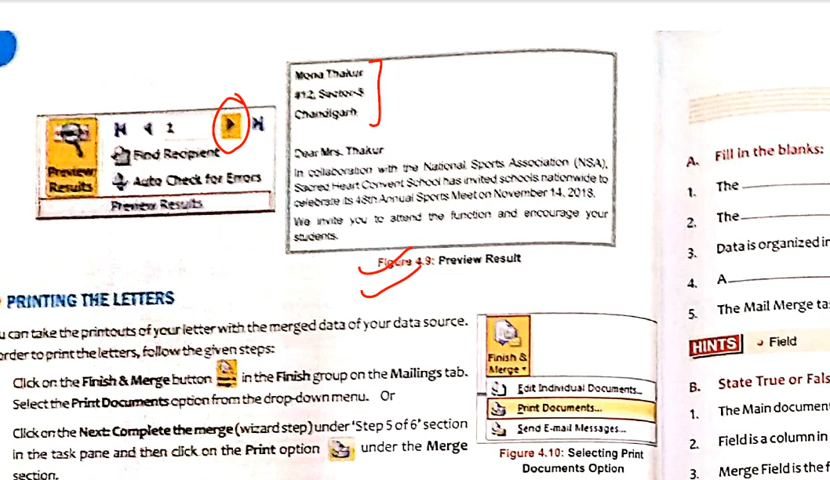 Mona Thakur
#12, Sector-5
Chandigarh
Dear Mrs. Thakur
In collaboration with the National Sports Association (NSA),
Sacred Heart Convent School has invited schools nationwide to
celebrate its 48th Annual Sports Meet on November 14, 2018.
We invite you to attend the function and encourage your
students.
Preview
Results
1
Find Recipient
Auto Check for Errors
Preview Results
Figure 4.9: Preview Result
PRINTING THE LETTERS
can take the printouts of your letter with the merged data of your data source.
order to print the letters, follow the given steps:
Click on the Finish & Merge button in the Finish group on the Mailings tab.
Select the Print Documents option from the drop-down menu. Or
Click on the Next: Complete the merge (wizard step) under 'Step 5 of 6' section
in the task pane and then click on the Print option under the Merge
section.
Finish &
Merge
Edit Individual Documents...
Print Documents...
Send E-mail Messages...
Figure 4.10: Selecting Print
Documents Option
A. Fill in the blanks:
1. The
2. The
3. Data is organized in
4. A
5. The Mail Merge ta
HINTS Field
B. State True or Fals
1. The Main documen
2. Field is a column in
3. Merge Field is the f